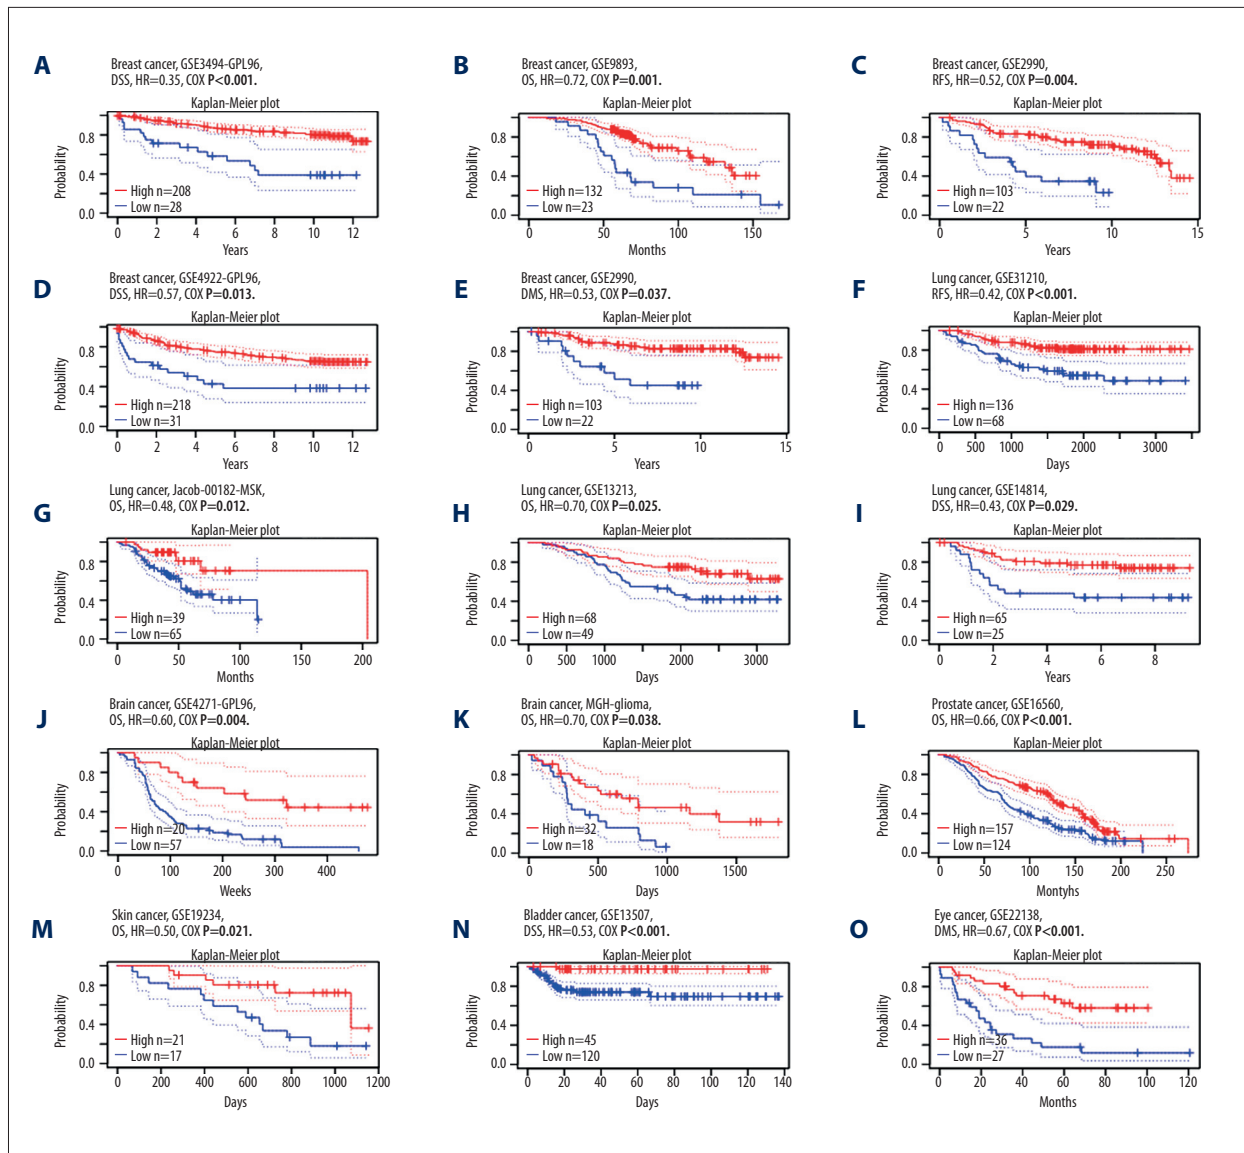 A
Breast cancer, GSE3494-GPL96,
DSS, HR=0.35, COX P<0.001.
Kaplan-Meier plot
Probability
0.8
0.4
0.0
High n=208
Low n=28
0 2 4 6 8 10 12
Years
B
Breast cancer, GSE9893,
OS, HR=0.72, COX P=0.001.
Kaplan-Meier plot
Probability
0.8
0.4
0.0
High n=132
Low n=23
0 50 100 150
Months
C
Breast cancer, GSE2990,
RFS, HR=0.52, COX P=0.004.
Kaplan-Meier plot
Probability
0.8
0.4
0.0
High n=103
Low n=22
0 5 10 15
Years
D
Breast cancer, GSE4922-GPL96,
DSS, HR=0.57, COX P=0.013.
Kaplan-Meier plot
Probability
0.8
0.4
0.0
High n=218
Low n=31
0 2 4 6 8 10 12
Years
E
Breast cancer, GSE2990,
DMS, HR=0.53, COX P=0.037.
Kaplan-Meier plot
Probability
0.8
0.4
0.0
High n=103
Low n=22
0 5 10 15
Years
F
Lung cancer, GSE31210,
RFS, HR=0.42, COX P<0.001.
Kaplan-Meier plot
Probability
0.8
0.4
0.0
High n=136
Low n=68
0 500 1000 2000 3000
Days
G
Lung cancer, Jacob-00182-MSK,
OS, HR=0.48, COX P=0.012.
Kaplan-Meier plot
Probability
0.8
0.4
0.0
High n=39
Low n=65
0 50 100 150 200
Months
H
Lung cancer, GSE13213,
OS, HR=0.70, COX P=0.025.
Kaplan-Meier plot
Probability
0.8
0.4
0.0
High n=68
Low n=49
0 500 1000 2000 3000
Days
I
Lung cancer, GSE14814,
DSS, HR=0.43, COX P=0.029.
Kaplan-Meier plot
Probability
0.8
0.4
0.0
High n=65
Low n=25
0 2 4 6 8
Years
J
Brain cancer, GSE4271-GPL96,
OS, HR=0.60, COX P=0.004.
Kaplan-Meier plot
Probability
0.8
0.4
0.0
High n=20
Low n=57
0 100 200 300 400
Weeks
K
Brain cancer, MGH-glioma,
OS, HR=0.70, COX P=0.038.
Kaplan-Meier plot
Probability
0.8
0.4
0.0
High n=32
Low n=18
0 500 1000 1500
Days
L
Prostate cancer, GSE16560,
OS, HR=0.66, COX P<0.001.
Kaplan-Meier plot
Probability
0.8
0.4
0.0
High n=157
Low n=124
0 50 100 150 200 250
Montyhs
M
Skin cancer, GSE19234,
OS, HR=0.50, COX P=0.021.
Kaplan-Meier plot
Probability
0.8
0.4
0.0
High n=21
Low n=17
0 200 400 600 800 1000 1200
Days
N
Bladder cancer, GSE13507,
DSS, HR=0.53, COX P<0.001.
Kaplan-Meier plot
Probability
0.8
0.4
0.0
High n=45
Low n=120
0 20 40 60 80 100 120 140
Days
O
Eye cancer, GSE22138,
DMS, HR=0.67, COX P<0.001.
Kaplan-Meier plot
Probability
0.8
0.4
0.0
High n=36
Low n=27
0 20 40 60 80 100 120
Months